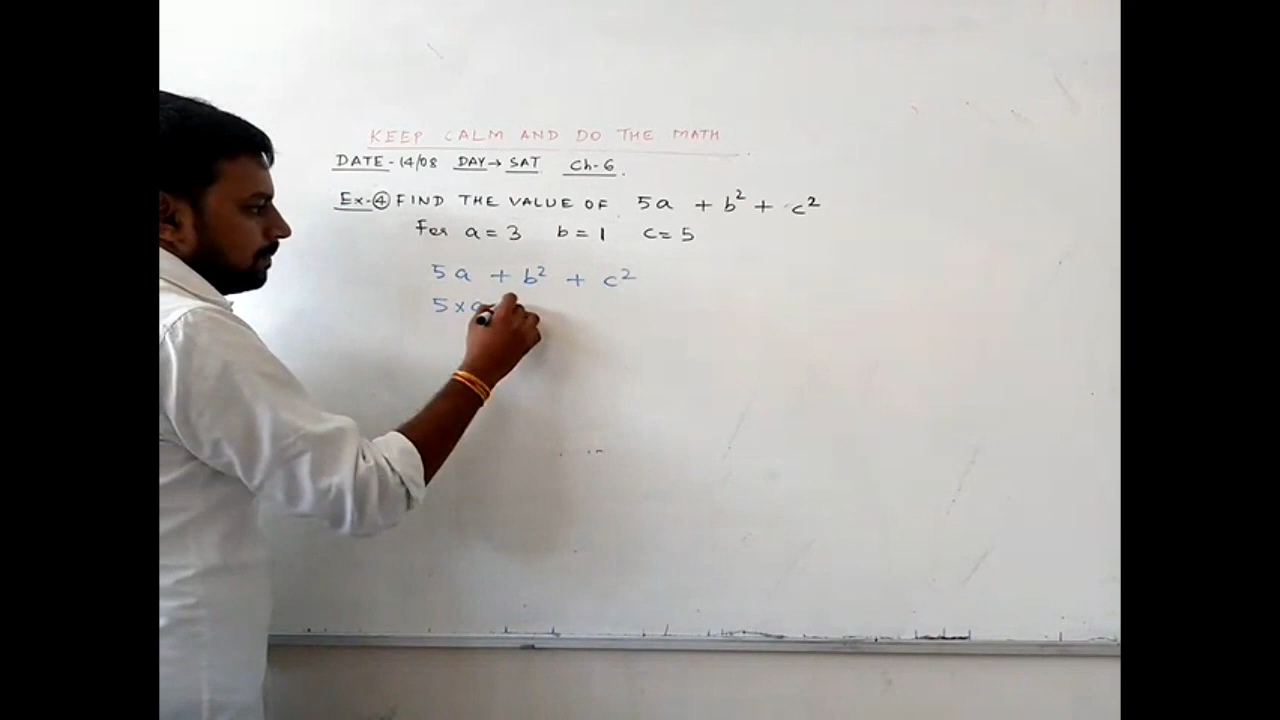 KEEP CALM AND DO THE MATH
DATE - 14/08 DAY → SAT Ch-6.
Ex-④ FIND THE VALUE OF 5a + b² + c²
For a = 3 b = 1 c = 5
5a + b² + c²
5×a